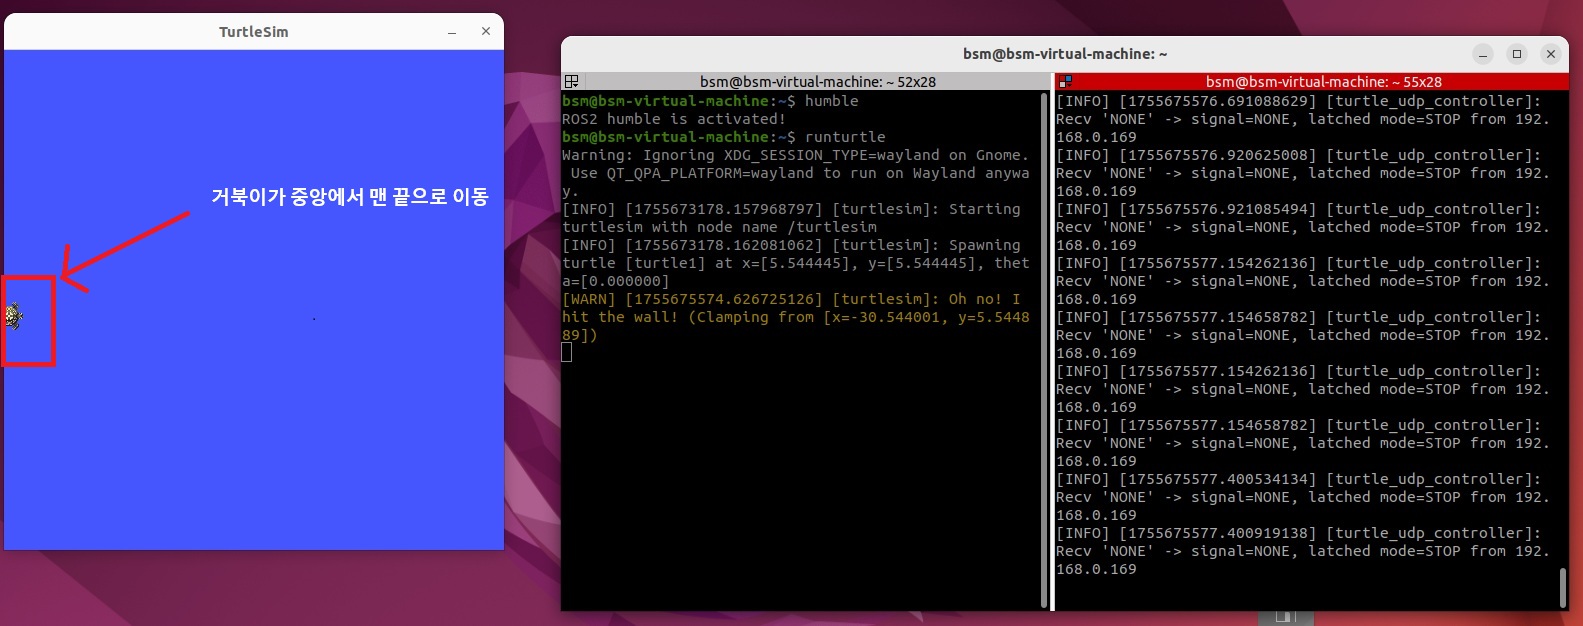 TurtleSim
거북이가 중앙에서 맨 끝으로 이동
bsm@bsm-virtual-machine: ~
bsm@bsm-virtual-machine: ~ 52x28
bsm@bsm-virtual-machine:~$ humble
ROS2 humble is activated!
bsm@bsm-virtual-machine:~$ runturtle
Warning: Ignoring XDG_SESSION_TYPE=wayland on Gnome.
Use QT_QPA_PLATFORM=wayland to run on Wayland anywa
y.
[INFO] [1755673178.157968797] [turtlesim]: Starting
turtlesim with node name /turtlesim
[INFO] [1755673178.162081062] [turtlesim]: Spawning
turtle [turtle1] at x=[5.544445], y=[5.544445], thet
a=[0.000000]
[WARN] [1755675574.626725126] [turtlesim]: Oh no! I
hit the wall! (Clamping from [x=-30.544001, y=5.5448
89])
bsm@bsm-virtual-machine: ~ 55x28
[INFO] [1755675576.691088629] [turtle_udp_controller]:
Recv 'NONE' -> signal=NONE, latched mode=STOP from 192.
168.0.169
[INFO] [1755675576.920625008] [turtle_udp_controller]:
Recv 'NONE' -> signal=NONE, latched mode=STOP from 192.
168.0.169
[INFO] [1755675576.921085494] [turtle_udp_controller]:
Recv 'NONE' -> signal=NONE, latched mode=STOP from 192.
168.0.169
[INFO] [1755675577.154262136] [turtle_udp_controller]:
Recv 'NONE' -> signal=NONE, latched mode=STOP from 192.
168.0.169
[INFO] [1755675577.154658782] [turtle_udp_controller]:
Recv 'NONE' -> signal=NONE, latched mode=STOP from 192.
168.0.169
[INFO] [1755675577.154262136] [turtle_udp_controller]:
Recv 'NONE' -> signal=NONE, latched mode=STOP from 192.
168.0.169
[INFO] [1755675577.154658782] [turtle_udp_controller]:
Recv 'NONE' -> signal=NONE, latched mode=STOP from 192.
168.0.169
[INFO] [1755675577.400534134] [turtle_udp_controller]:
Recv 'NONE' -> signal=NONE, latched mode=STOP from 192.
168.0.169
[INFO] [1755675577.400919138] [turtle_udp_controller]:
Recv 'NONE' -> signal=NONE, latched mode=STOP from 192.
168.0.169